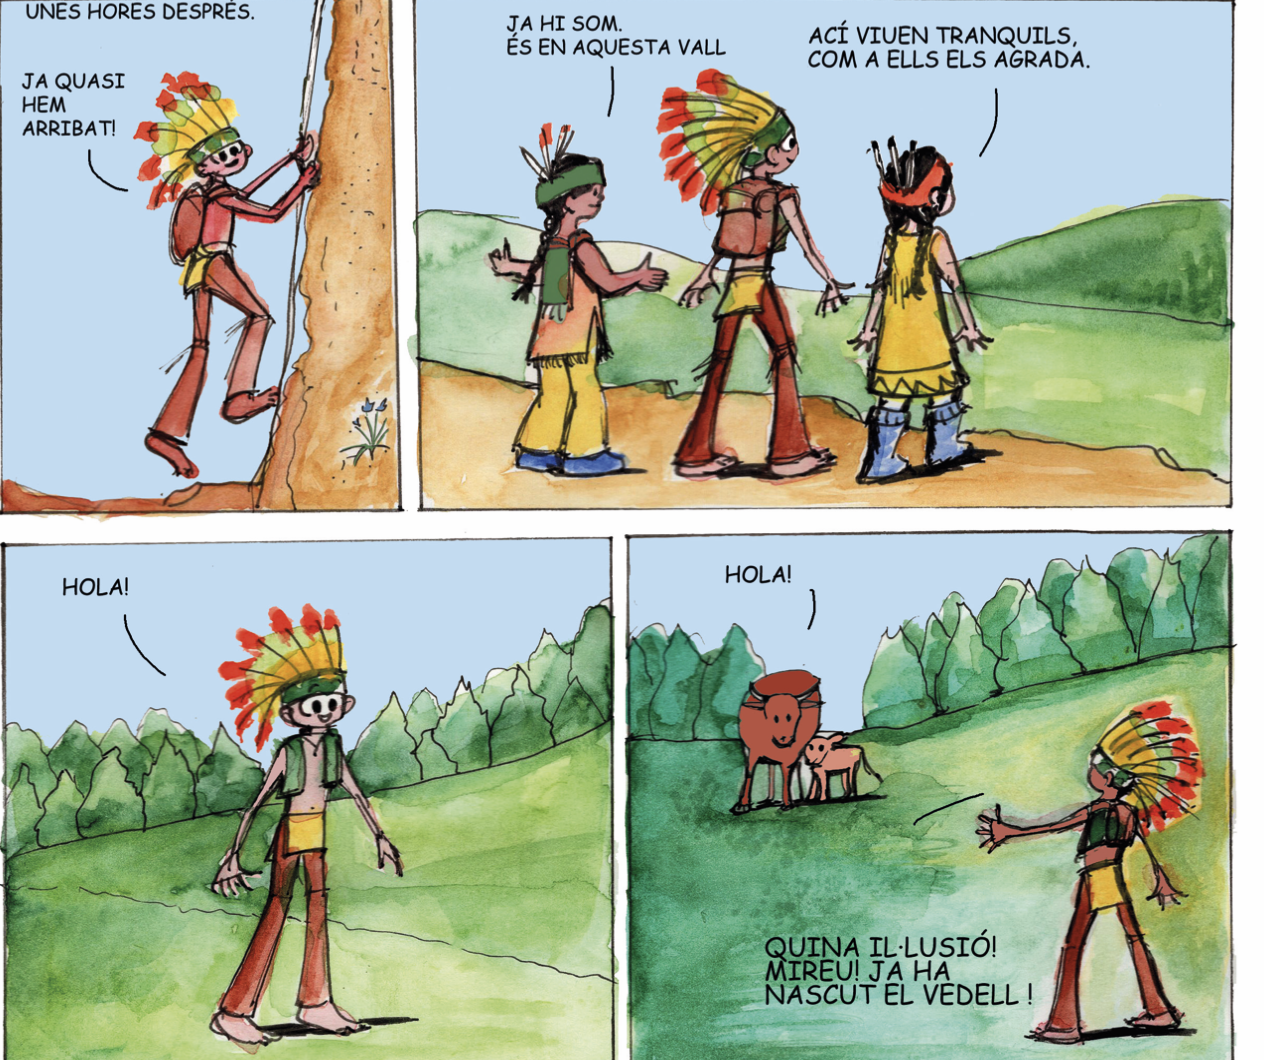 UNES HORES DESPRÉS.
JA QUASI
HEM
ARRIBAT!
JA HI SOM.
ÉS EN AQUESTA VALL
ACÍ VIUEN TRANQUILS,
COM A ELLS ELS AGRADA.
HOLA!
HOLA!
QUINA IL·LUSIÓ!
MIREU! JA HA
NASCUT EL VEDELL !